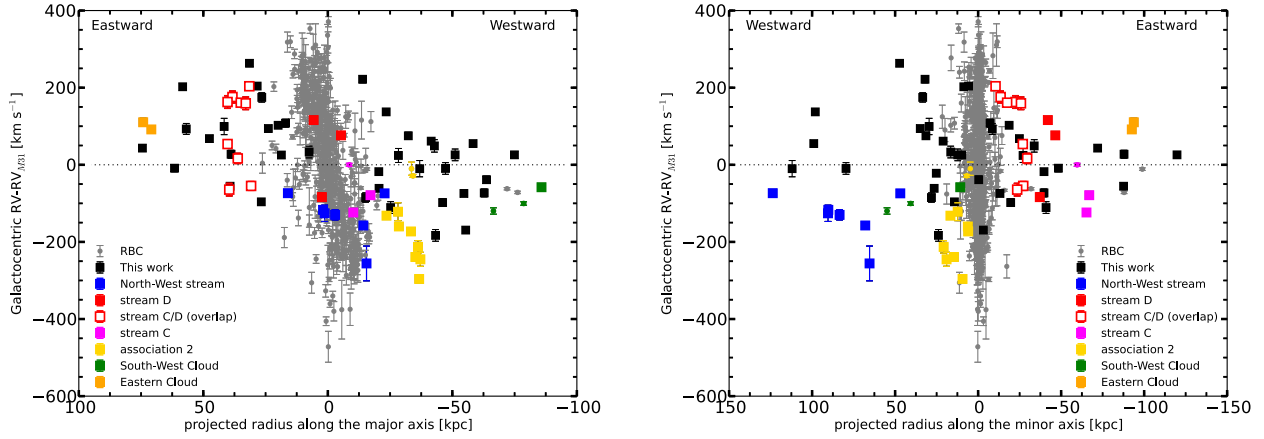 Eastward
Westward
Galactocentric RV-RV_{M31} [km s^{-1}]
400
200
0
−200
−400
−600
RBC
This work
North-West stream
stream D
stream C/D (overlap)
stream C
association 2
South-West Cloud
Eastern Cloud
100
50
0
−50
−100
projected radius along the major axis [kpc]
Westward
Eastward
Galactocentric RV-RV_{M31} [km s^{-1}]
400
200
0
−200
−400
−600
RBC
This work
North-West stream
stream D
stream C/D (overlap)
stream C
association 2
South-West Cloud
Eastern Cloud
150
100
50
0
−50
−100
−150
projected radius along the minor axis [kpc]